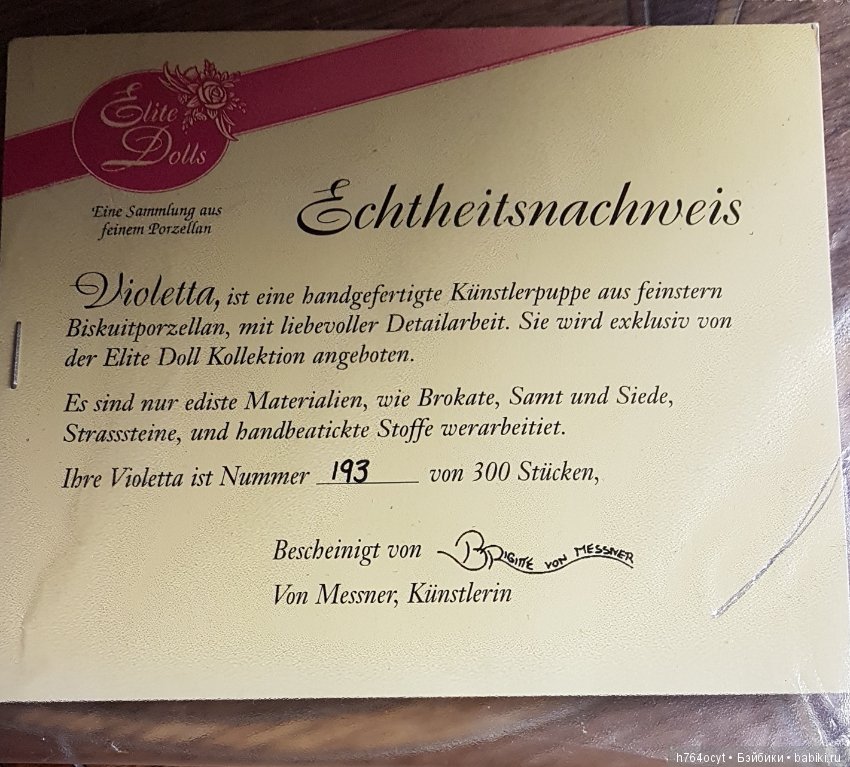 Elite
Dolls
Eine Sammlung aus
feinem Porzellan
Echtheitsnachweis
Violetta, ist eine handgefertigte Künstlerpuppe aus feinstern
Biskuitporzellan, mit liebevoller Detailarbeit. Sie wird exklusiv von
der Elite Doll Kollektion angeboten.
Es sind nur ediste Materialien, wie Brokate, Samt und Siede,
Strasssteine, und handbeatickte Stoffe werarbeitiet.
Ihre Violetta ist Nummer 193 von 300 Stücken,
Bescheinigt von BRIGITTE VON MESSNER
Von Messner, Künstlerin
h764ocyt • Бэйбики • babiki.ru